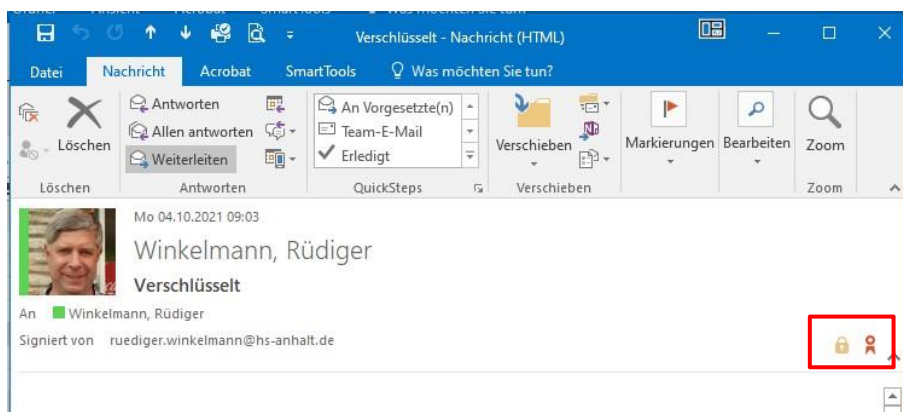 Verschlüsselt - Nachricht (HTML)
Datei Nachricht Acrobat SmartTools Was möchten Sie tun?
Löschen
Antworten
Allen antworten
Weiterleiten
An Vorgesetzte(n)
Team-E-Mail
Erledigt
Verschieben
Markierungen
Bearbeiten
Zoom
Löschen Antworten QuickSteps Verschieben Zoom
Mo 04.10.2021 09:03
Winkelmann, Rüdiger
Verschlüsselt
An Winkelmann, Rüdiger
Signiert von ruediger.winkelmann@hs-anhalt.de